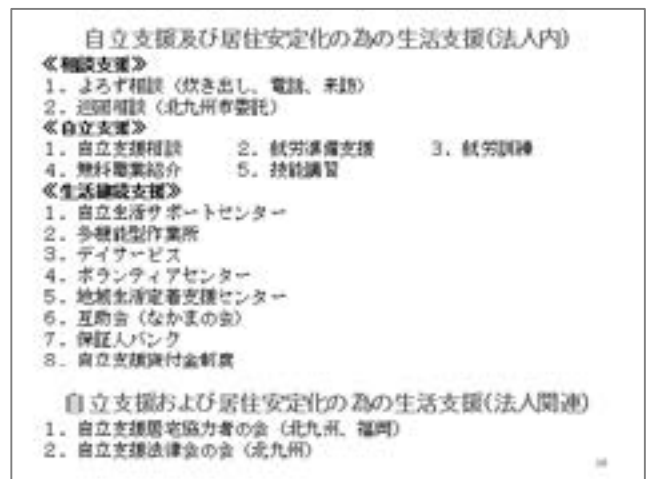 自立支援及び居住安定化の為の生活支援(法人内)
≪相談支援≫
1．よろず相談（炊き出し、電話、来訪）
2．巡回相談（北九州市委託）
≪自立支援≫
1．自立支援相談　2．就労準備支援　3．就労訓練
4．無料職業紹介　5．技能講習
≪生活継続支援≫
1．自立生活サポートセンター
2．多機能型作業所
3．デイサービス
4．ボランティアセンター
5．地域生活定着支援センター
6．互助会（なかまの会）
7．保証人バンク
8．自立支援貸付金制度
自立支援および居住安定化の為の生活支援(法人関連)
1．自立支援居宅協力者の会（北九州、福岡）
2．自立支援法律会の会（北九州）